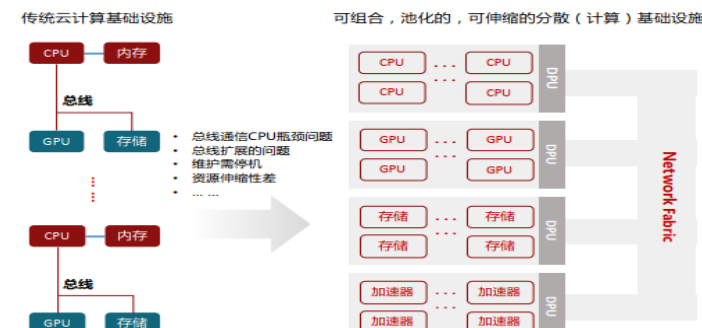 传统云计算基础设施
CPU
内存
总线
GPU
存储
CPU
内存
总线
GPU
存储
• 总线通信CPU瓶颈问题
• 总线扩展的问题
• 维护需停机
• 资源伸缩性差
• ... ...
可组合，池化的，可伸缩的分散（计算）基础设施
CPU ... CPU
CPU ... CPU
DPU
GPU ... GPU
GPU ... GPU
DPU
存储 ... 存储
存储 ... 存储
DPU
加速器 ... 加速器
加速器 ... 加速器
DPU
Network Fabric